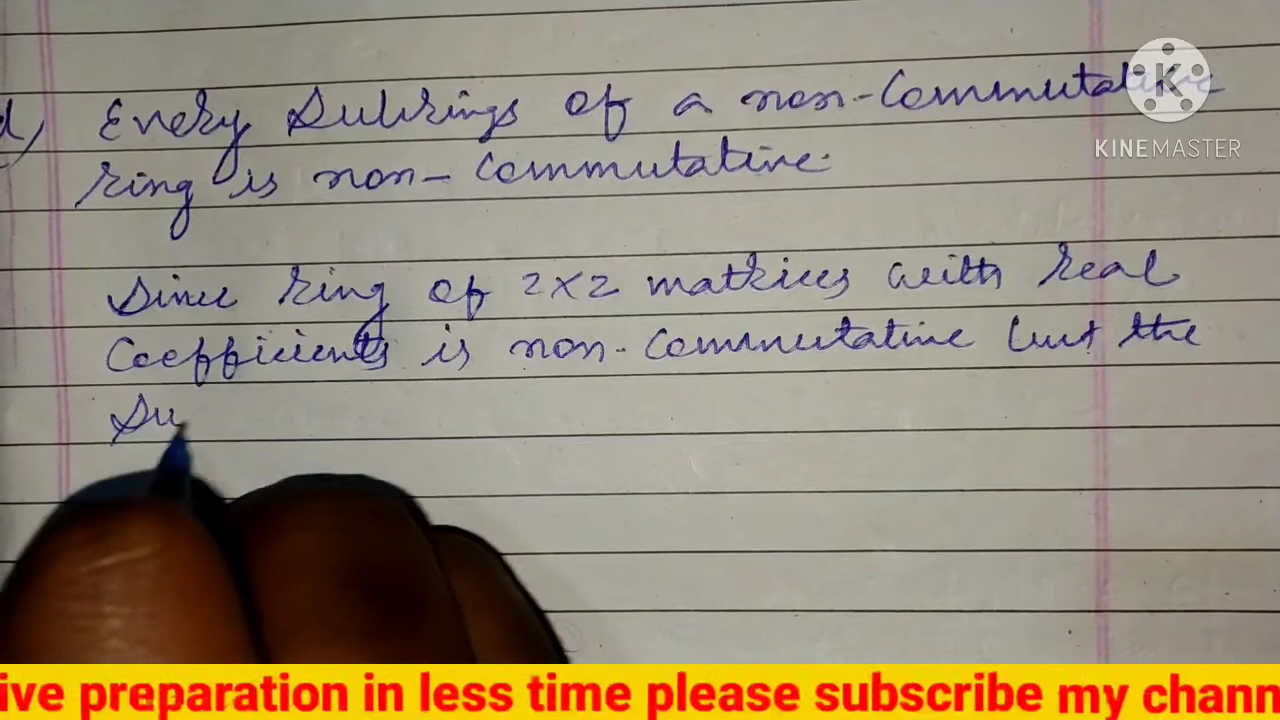 d) Every Subrings of a non-Commutative
ring is non-Commutative.
Since ring of 2x2 matrices with real
Coefficients is non-Commutative but the
Su
KINEMASTER
ive preparation in less time please subscribe my chann